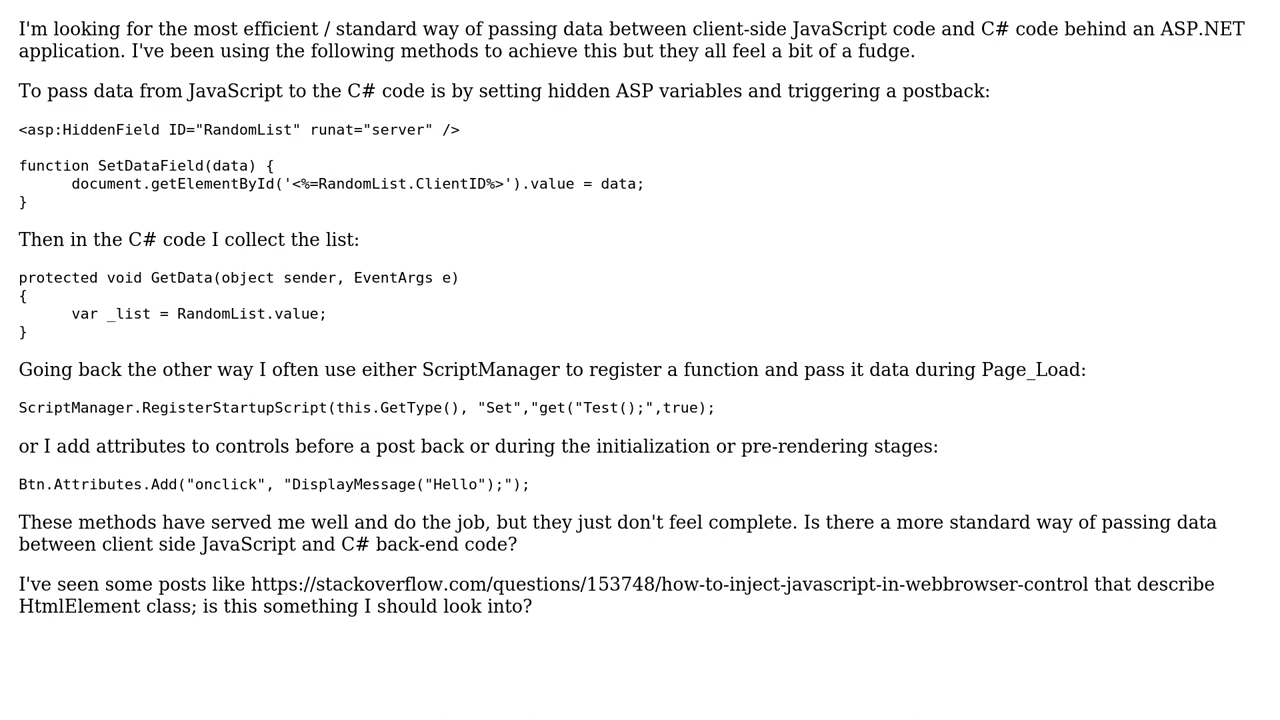 I'm looking for the most efficient / standard way of passing data between client-side JavaScript code and C# code behind an ASP.NET
application. I've been using the following methods to achieve this but they all feel a bit of a fudge.
To pass data from JavaScript to the C# code is by setting hidden ASP variables and triggering a postback:
<asp:HiddenField ID="RandomList" runat="server" />
function SetDataField(data) {
      document.getElementById('<%=RandomList.ClientID%>').value = data;
}
Then in the C# code I collect the list:
protected void GetData(object sender, EventArgs e)
{
      var _list = RandomList.value;
}
Going back the other way I often use either ScriptManager to register a function and pass it data during Page_Load:
ScriptManager.RegisterStartupScript(this.GetType(), "Set","get("Test();",true);
or I add attributes to controls before a post back or during the initialization or pre-rendering stages:
Btn.Attributes.Add("onclick", "DisplayMessage("Hello");");
These methods have served me well and do the job, but they just don't feel complete. Is there a more standard way of passing data
between client side JavaScript and C# back-end code?
I've seen some posts like https://stackoverflow.com/questions/153748/how-to-inject-javascript-in-webbrowser-control that describe
HtmlElement class; is this something I should look into?